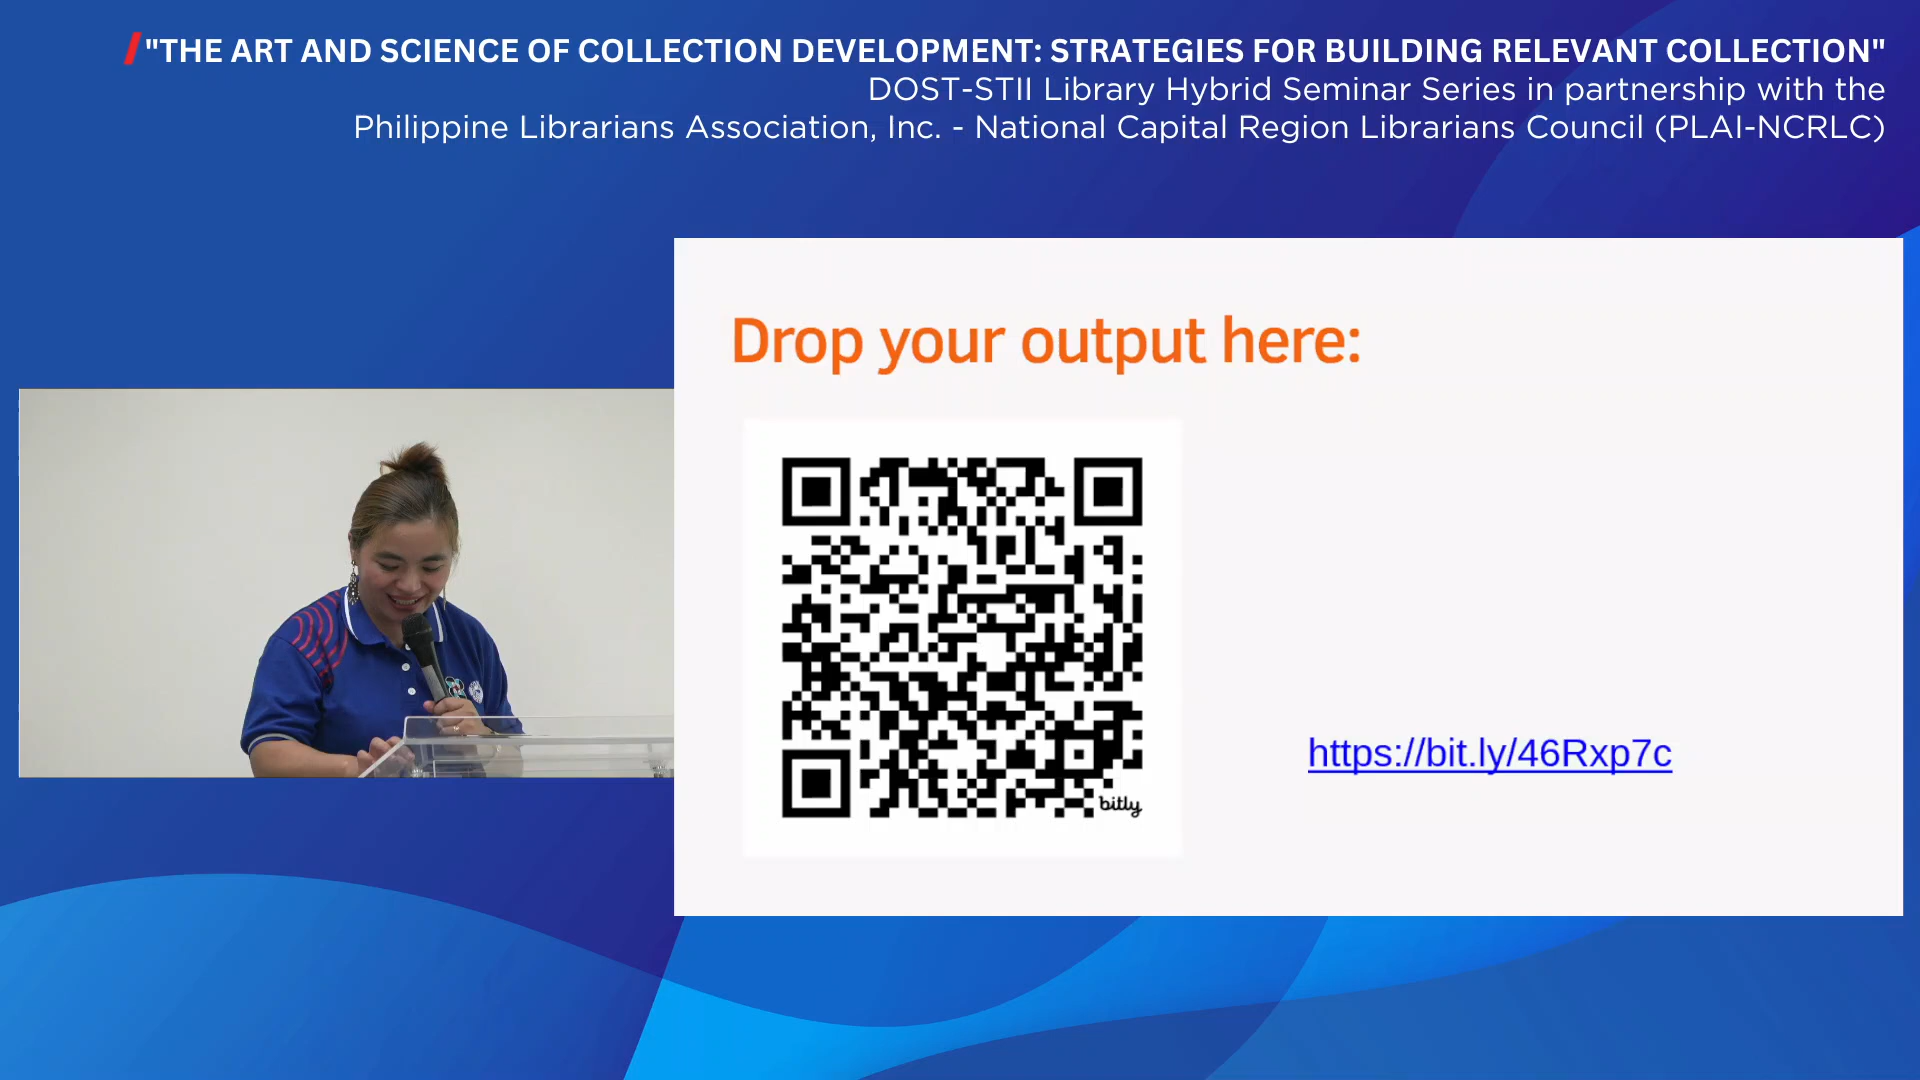 "THE ART AND SCIENCE OF COLLECTION DEVELOPMENT: STRATEGIES FOR BUILDING RELEVANT COLLECTION"
DOST-STII Library Hybrid Seminar Series in partnership with the
Philippine Librarians Association, Inc. - National Capital Region Librarians Council (PLAI-NCRLC)
Drop your output here:
https://bit.ly/46Rxp7c
bitly